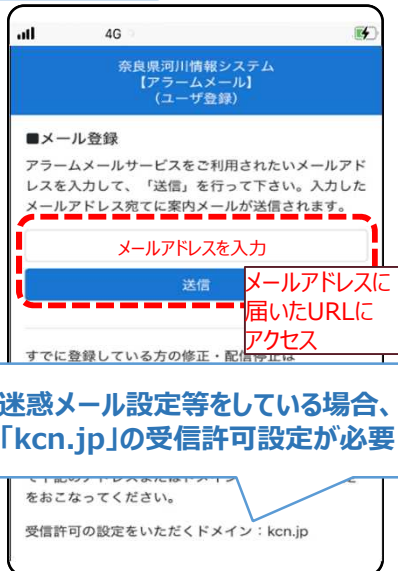 4G
奈良県河川情報システム
【アラームメール】
(ユーザ登録)
■メール登録
アラームメールサービスをご利用されたいメールアド
レスを入力して、「送信」を行って下さい。入力した
メールアドレス宛てに案内メールが送信されます。
メールアドレスを入力
送信
メールアドレスに
届いたURLに
アクセス
すでに登録している方の修正・配信停止は
迷惑メール設定等をしている場合、
「kcn.jp」の受信許可設定が必要
をおこなってください。
受信許可の設定をいただくドメイン：kcn.jp